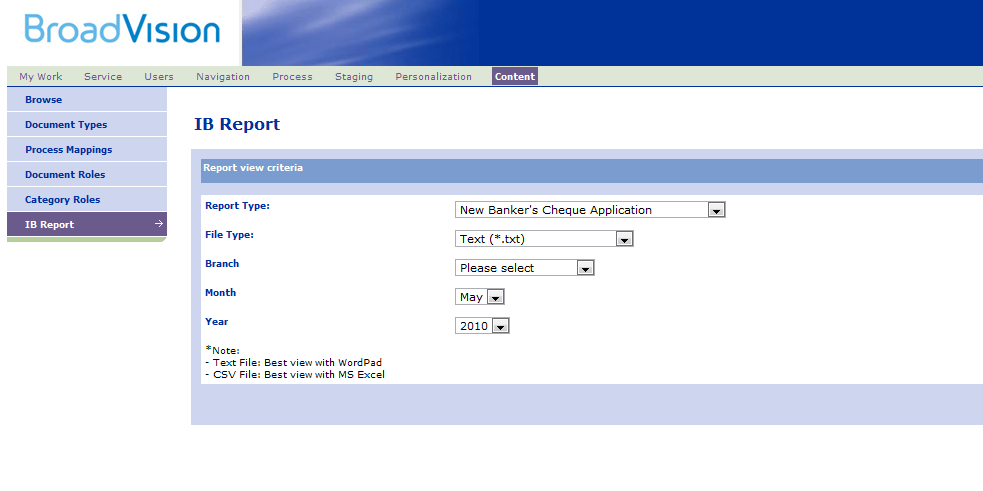 BroadVision
My Work Service Users Navigation Process Staging Personalization Content
Browse
Document Types
Process Mappings
Document Roles
Category Roles
IB Report
IB Report
Report view criteria
Report Type: New Banker's Cheque Application
File Type: Text (*.txt)
Branch Please select
Month May
Year 2010
*Note:
- Text File: Best view with WordPad
- CSV File: Best view with MS Excel